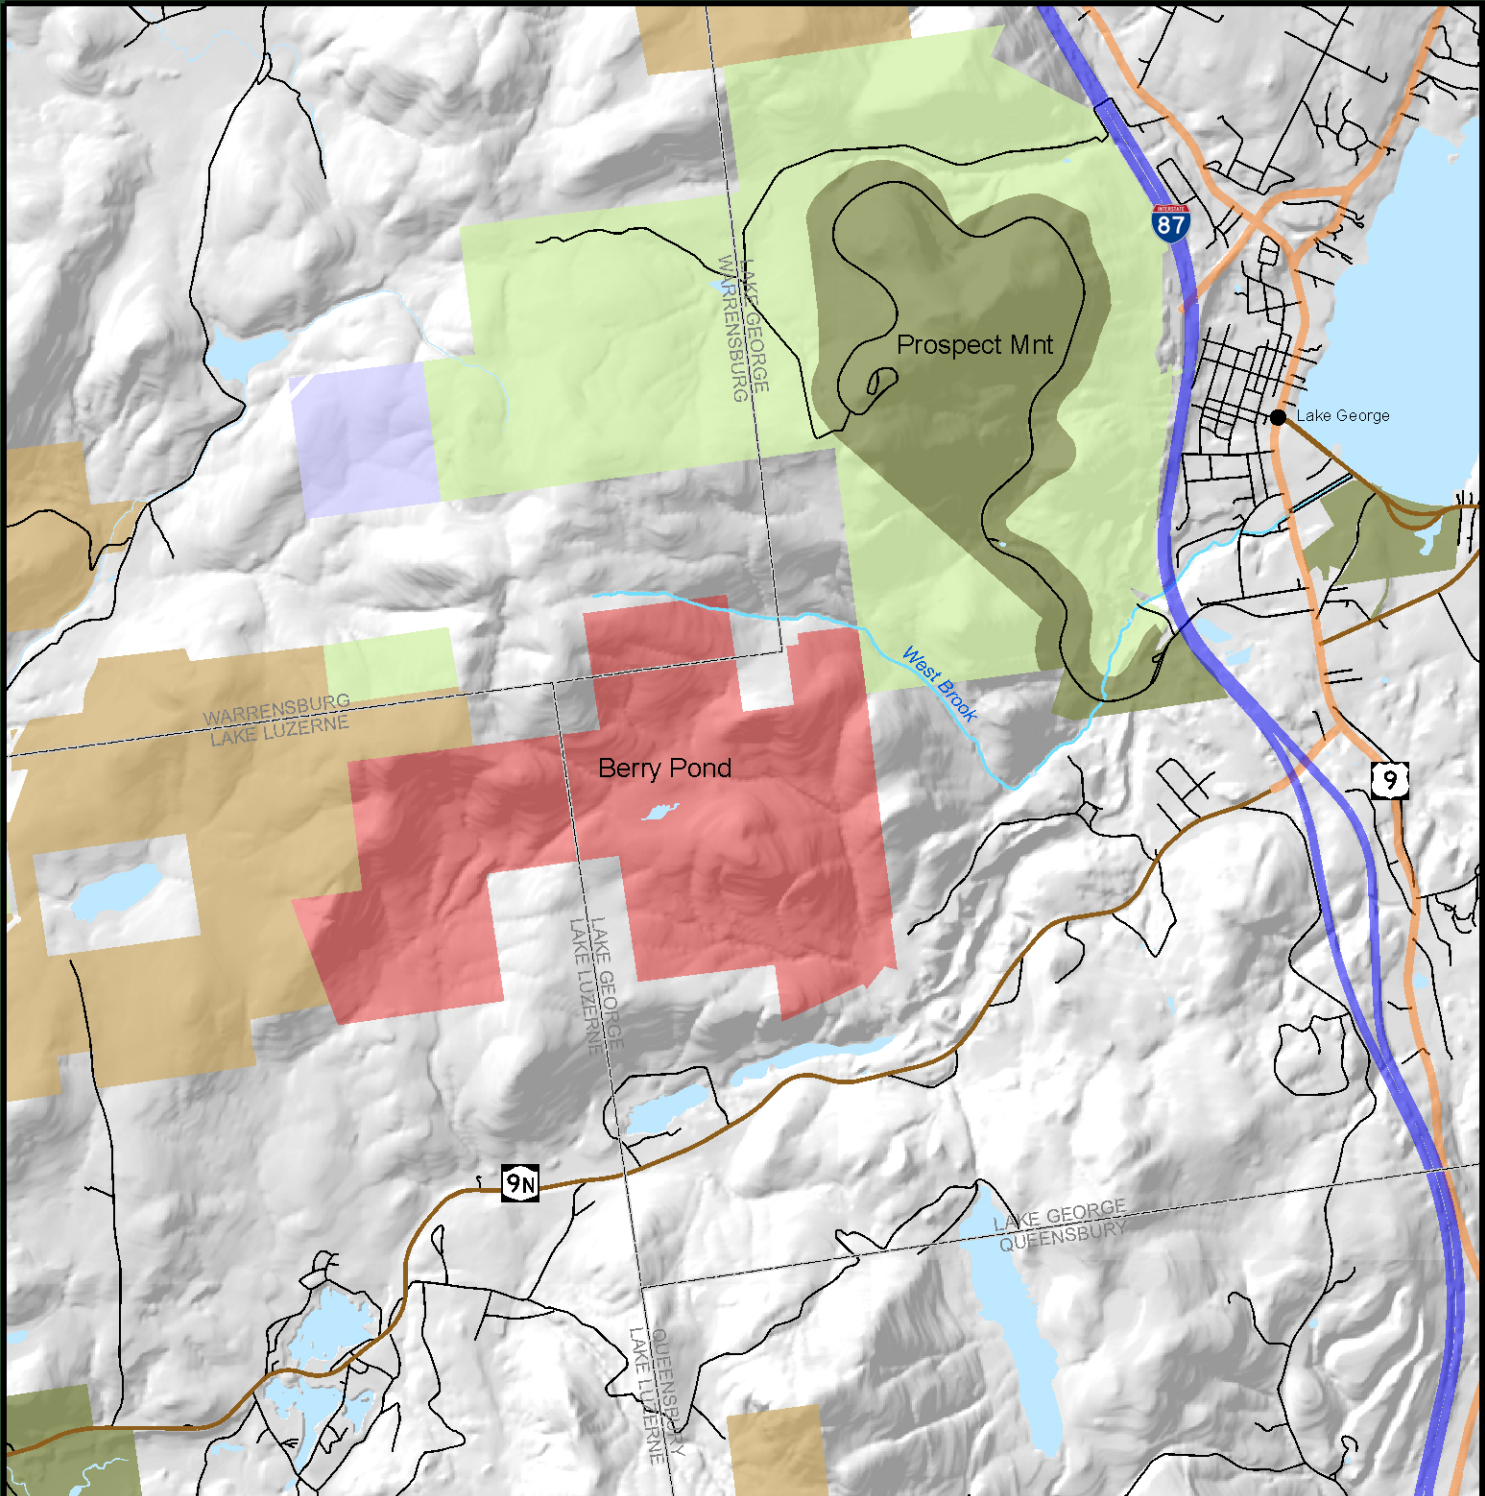 INTERSTATE
87
LAKE GEORGE
WARRENSBURG
Prospect Mnt
Lake George
West Brook
WARRENSBURG
LAKE LUZERNE
Berry Pond
9
LAKE GEORGE
LAKE LUZERNE
9N
LAKE GEORGE
QUEENSBURY
QUEENSBURY
LAKE LUZERNE